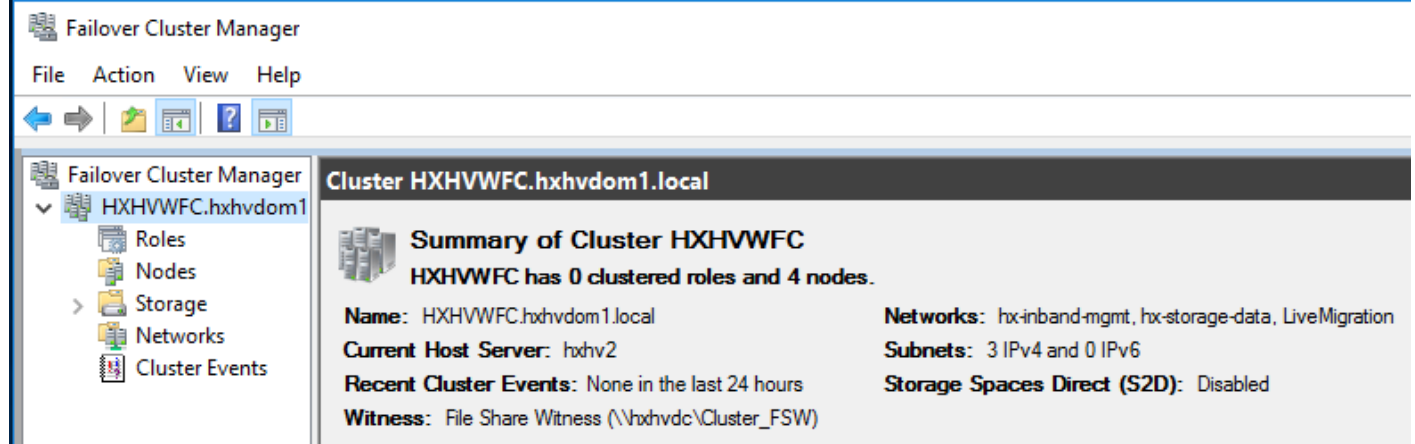 Failover Cluster Manager
File Action View Help
Failover Cluster Manager
HXHVWFC.hxhvdom1
Roles
Nodes
Storage
Networks
Cluster Events
Cluster HXHVWFC.hxhvdom1.local
Summary of Cluster HXHVWFC
HXHVWFC has 0 clustered roles and 4 nodes.
Name: HXHVWFC.hxhvdom1.local
Networks: hx-inband-mgmt, hx-storage-data, LiveMigration
Current Host Server: hxhv2
Subnets: 3 IPv4 and 0 IPv6
Recent Cluster Events: None in the last 24 hours
Storage Spaces Direct (S2D): Disabled
Witness: File Share Witness (\\hxhvdc\Cluster_FSW)